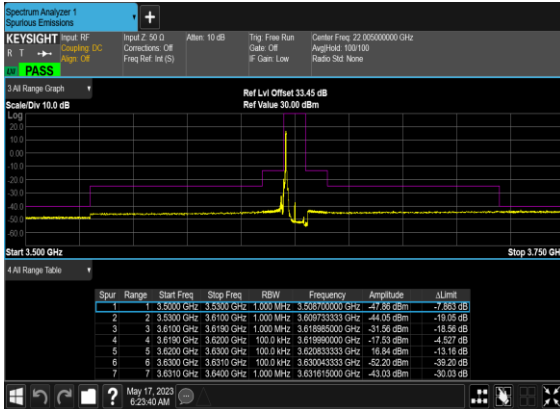 Spectrum Analyzer 1
Spurious Emissions
+
KEYSIGHT
Input: RF
Coupling: DC
Align: Off
Input Z: 50 Ω
Corrections: Off
Freq Ref: Int (S)
Atten: 10 dB
Trig: Free Run
Gate: Off
IF Gain: Low
Center Freq: 22.005000000 GHz
Avg|Hold: 100/100
Radio Std: None
R T
PASS
3 All Range Graph
Scale/Div 10.0 dB
Ref Lvl Offset 33.45 dB
Ref Value 30.00 dBm
Log
20.0
10.0
0.00
-10.0
-20.0
-30.0
-40.0
-50.0
-60.0
Start 3.500 GHz
Stop 3.750 GHz
4 All Range Table
Spur Range Start Freq Stop Freq RBW Frequency Amplitude ΔLimit
1 1 3.5000 GHz 3.5300 GHz 1.000 MHz 3.508700000 GHz -47.86 dBm -7.863 dB
2 2 3.5300 GHz 3.6100 GHz 1.000 MHz 3.609733333 GHz -44.05 dBm -19.05 dB
3 3 3.6100 GHz 3.6190 GHz 1.000 MHz 3.618985000 GHz -31.56 dBm -18.56 dB
4 4 3.6190 GHz 3.6200 GHz 100.0 kHz 3.619990000 GHz -17.53 dBm -4.527 dB
5 5 3.6200 GHz 3.6300 GHz 100.0 kHz 3.620833333 GHz 16.84 dBm -13.16 dB
6 6 3.6300 GHz 3.6310 GHz 100.0 kHz 3.630043333 GHz -52.20 dBm -39.20 dB
7 7 3.6310 GHz 3.6400 GHz 1.000 MHz 3.631615000 GHz -43.03 dBm -30.03 dB
?
May 17, 2023
6:23:40 AM